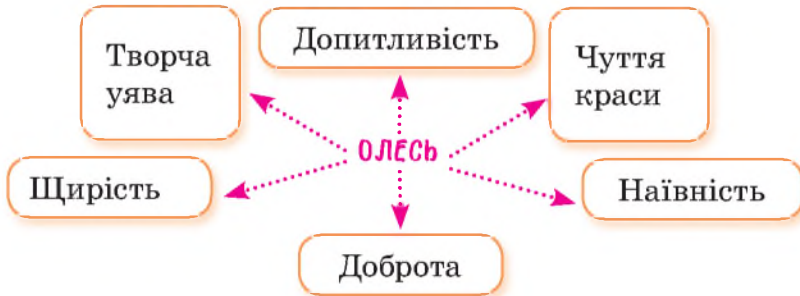 Творча
уява
Допитливість
Чуття
краси
ОЛЕСЬ
Щирість
Наївність
Доброта